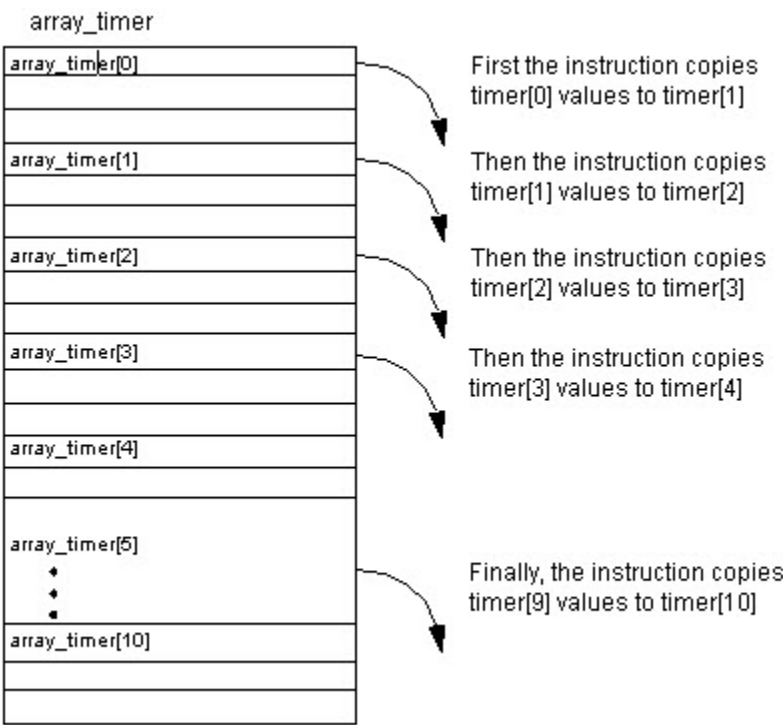 array_timer
array_timer[0]
First the instruction copies
timer[0] values to timer[1]
array_timer[1]
Then the instruction copies
timer[1] values to timer[2]
array_timer[2]
Then the instruction copies
timer[2] values to timer[3]
array_timer[3]
Then the instruction copies
timer[3] values to timer[4]
array_timer[4]
array_timer[5]
Finally, the instruction copies
timer[9] values to timer[10]
array_timer[10]